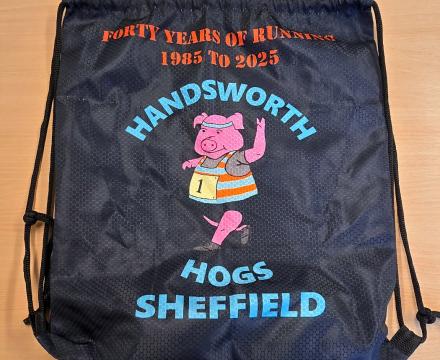 FORTY YEARS OF RUNNING
1985 TO 2025
HANDSWORTH
1
HOGS
SHEFFIELD